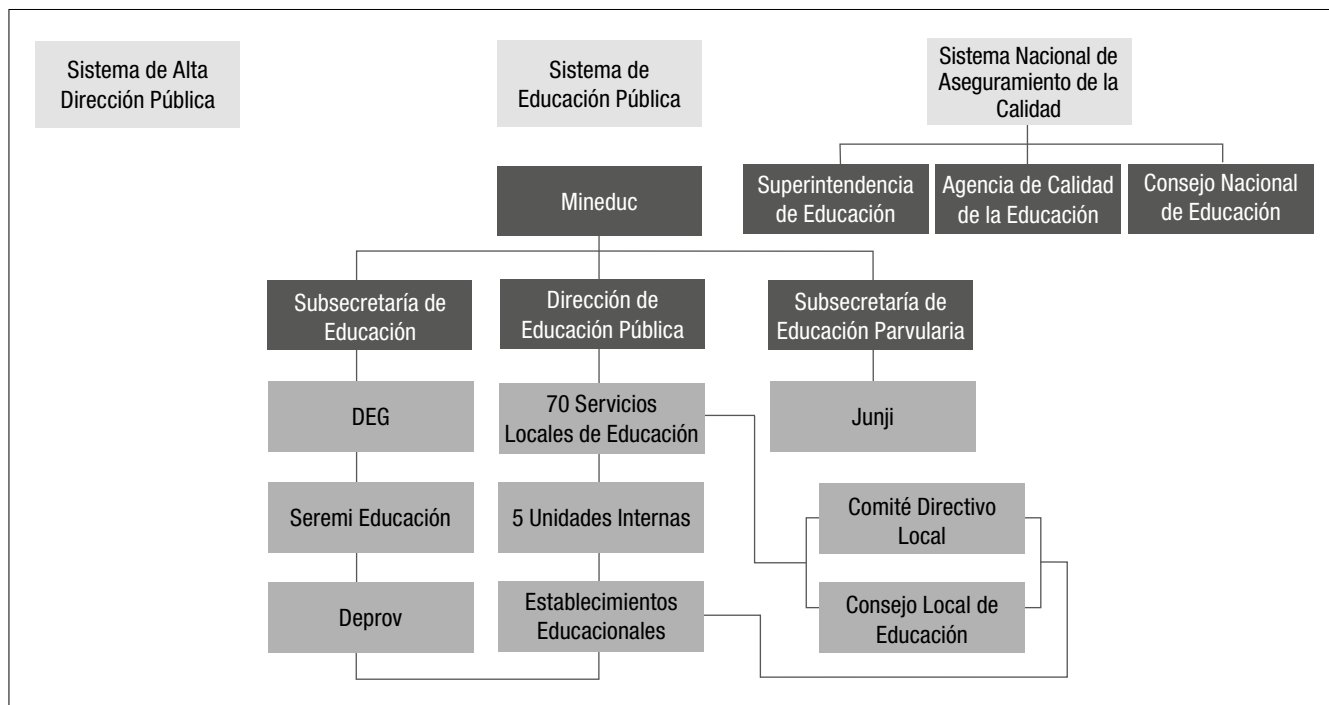 Sistema de Alta
Dirección Pública
Sistema de
Educación Pública
Sistema Nacional de
Aseguramiento de la
Calidad
Mineduc
Superintendencia
de Educación
Agencia de Calidad
de la Educación
Consejo Nacional
de Educación
Subsecretaría de
Educación
Dirección de
Educación Pública
Subsecretaría de
Educación Parvularia
DEG
70 Servicios
Locales de Educación
Junji
Seremi Educación
5 Unidades Internas
Comité Directivo
Local
Deprov
Establecimientos
Educacionales
Consejo Local de
Educación